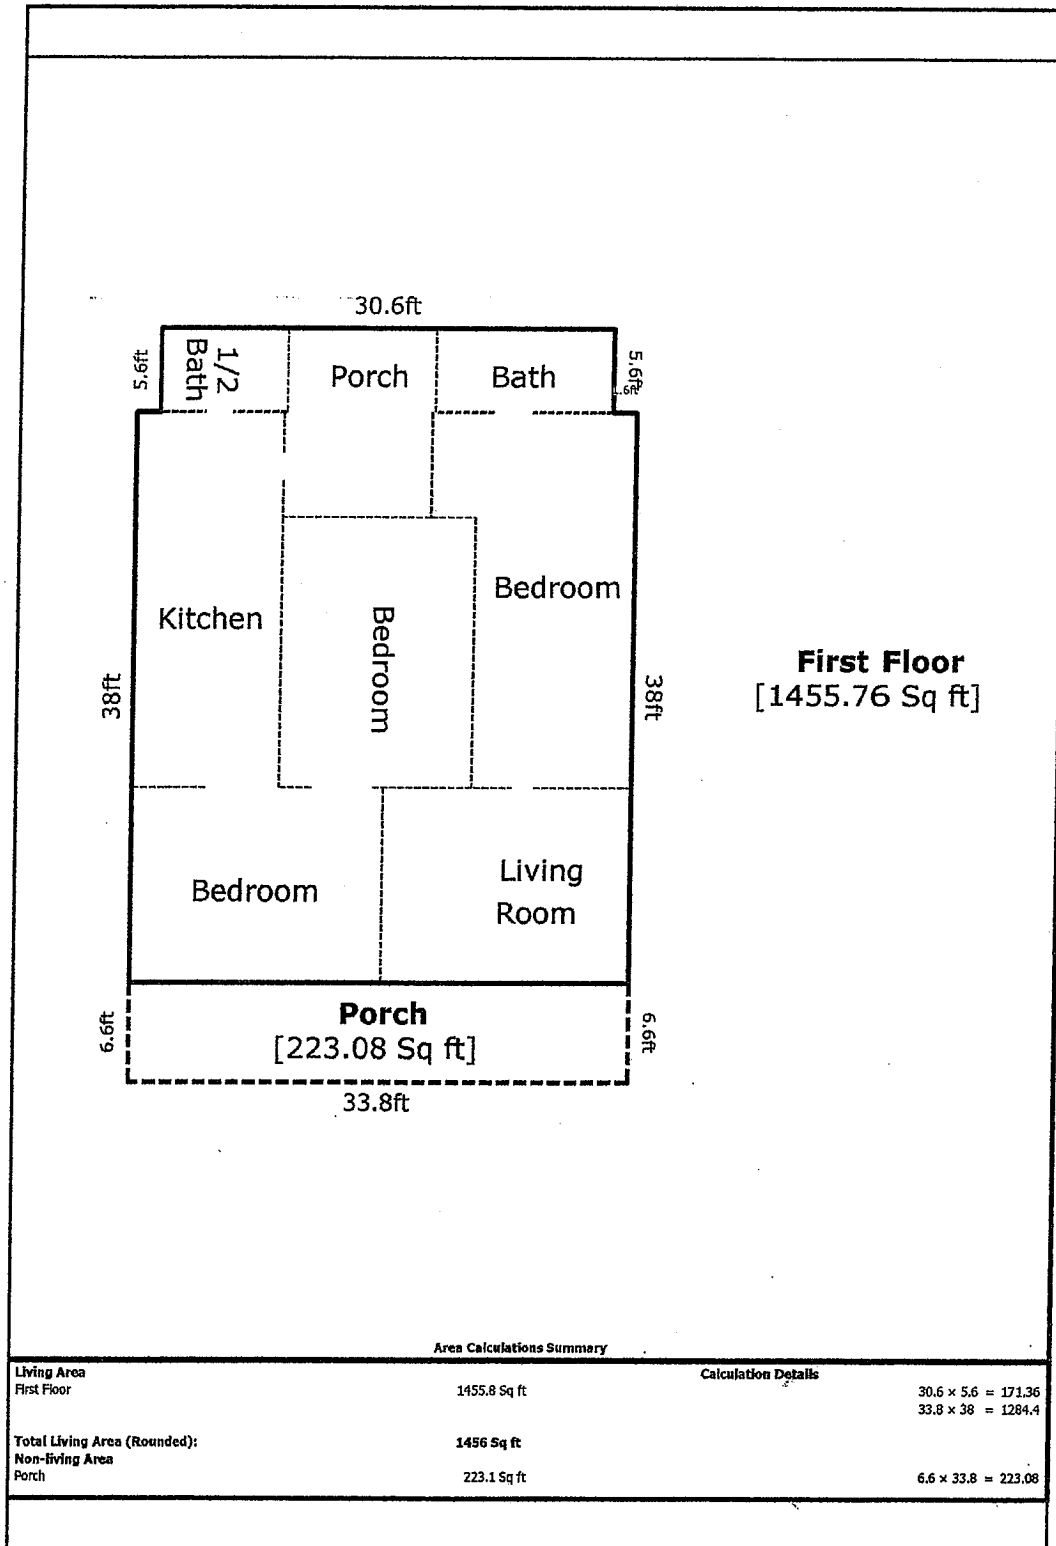 30.6ft
5.6ft
1/2
Bath
Porch
Bath
5.6ft
1.6ft
Kitchen
Bedroom
Bedroom
38ft
38ft
First Floor
[1455.76 Sq ft]
Bedroom
Living
Room
6.6ft
Porch
[223.08 Sq ft]
6.6ft
33.8ft
Area Calculations Summary
Living Area
Calculation Details
First Floor
1455.8 Sq ft
30.6 × 5.6 = 171.36
33.8 × 38 = 1284.4
Total Living Area (Rounded):
1456 Sq ft
Non-living Area
Porch
223.1 Sq ft
6.6 × 33.8 = 223.08